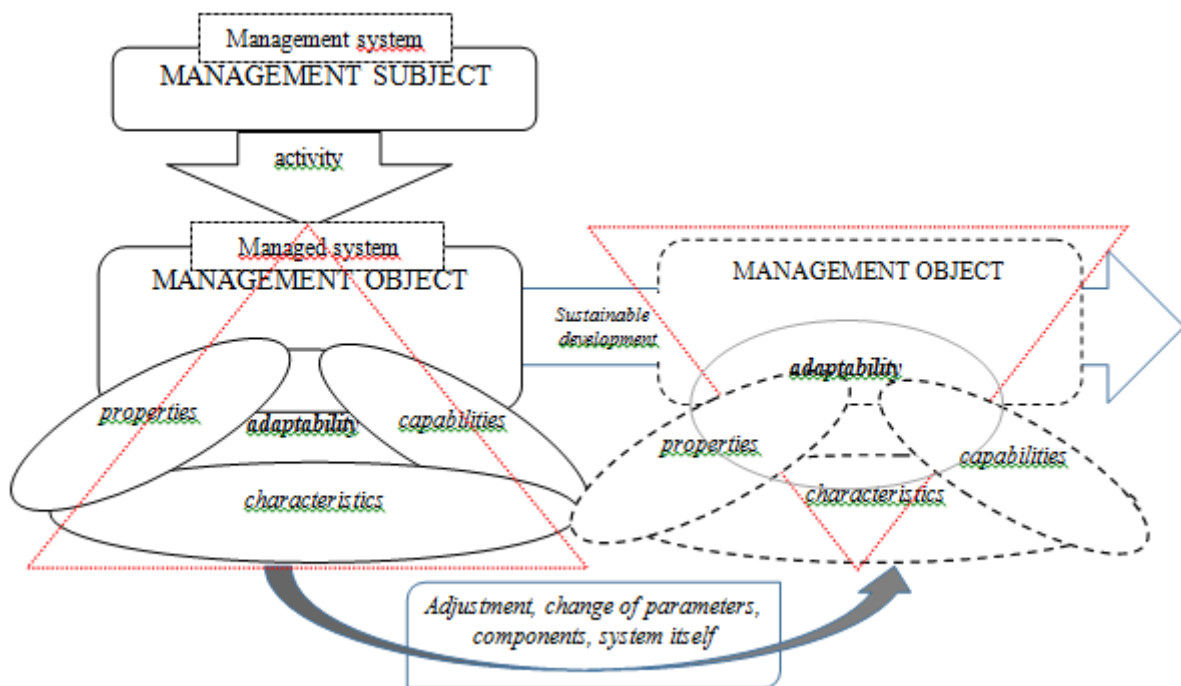 Management system
MANAGEMENT SUBJECT
activity
Managed system
MANAGEMENT OBJECT
properties
adaptability
capabilities
characteristics
Sustainable
development
MANAGEMENT OBJECT
adaptability
properties
capabilities
characteristics
Adjustment, change of parameters,
components, system itself